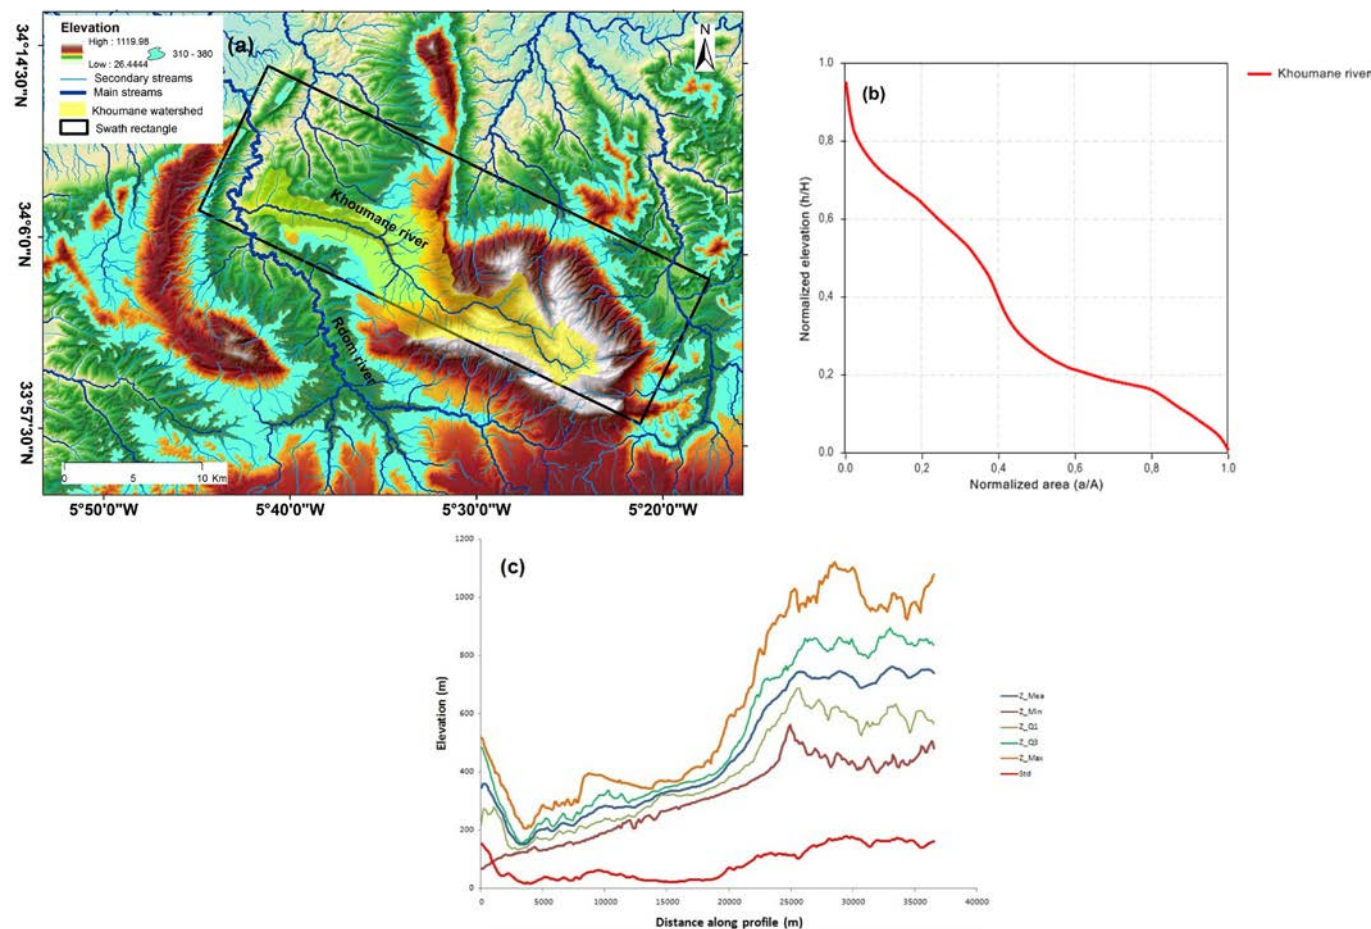 Elevation
High : 1119.98
310 - 380
Low : 26.4444
Secondary streams
Main streams
Khoumane watershed
Swath rectangle
(a)
N
34°14'30"N
34°6'0"N
33°57'30"N
Khoumane river
Rdom river
0 5 10 Km
5°50'0"W 5°40'0"W 5°30'0"W 5°20'0"W
(b)
Khoumane river
Normalized elevation (h/H)
1.0
0.8
0,6
0,4
0.2
0.0
0.0 0,2 0.4 0,6 0,8 1.0
Normalized area (a/A)
(c)
Elevation (m)
1200
1000
800
600
400
200
0
0 5000 10000 15000 20000 25000 30000 35000 40000
Distance along profile (m)
Z_Mea
Z_Min
Z_Q1
Z_Q3
Z_Max
Std